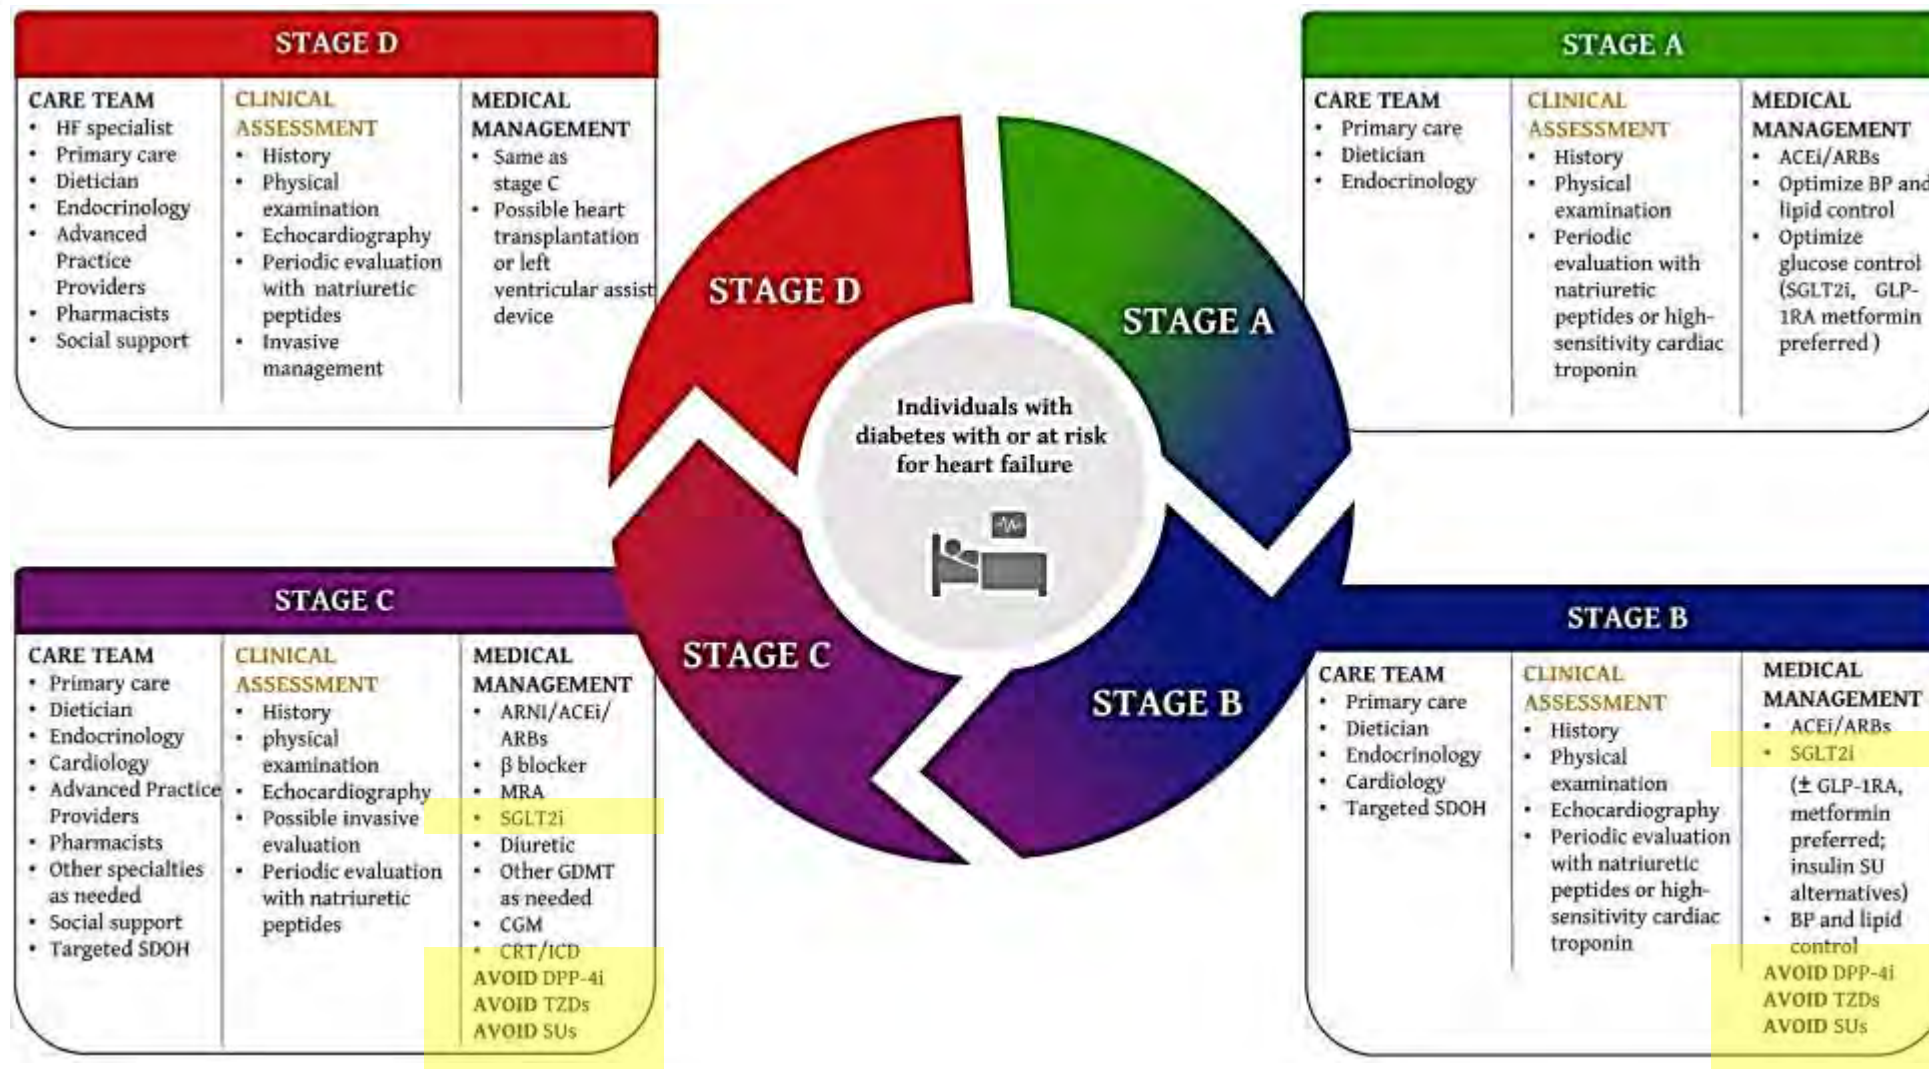 STAGE D
CARE TEAM
• HF specialist
• Primary care
• Dietician
• Endocrinology
• Advanced
Practice
Providers
• Pharmacists
• Social support
CLINICAL
ASSESSMENT
• History
• Physical
examination
• Echocardiography
• Periodic evaluation
with natriuretic
peptides
• Invasive
management
MEDICAL
MANAGEMENT
• Same as
stage C
• Possible heart
transplantation
or left
ventricular assist
device
STAGE A
CARE TEAM
• Primary care
• Dietician
• Endocrinology
CLINICAL
ASSESSMENT
• History
• Physical
examination
• Periodic
evaluation with
natriuretic
peptides or high-
sensitivity cardiac
troponin
MEDICAL
MANAGEMENT
• ACEi/ARBs
• Optimize BP and
lipid control
• Optimize
glucose control
(SGLT2i, GLP-
1RA metformin
preferred )
STAGE D
STAGE A
Individuals with
diabetes with or at risk
for heart failure
STAGE C
STAGE B
STAGE C
CARE TEAM
• Primary care
• Dietician
• Endocrinology
• Cardiology
• Advanced Practice
Providers
• Pharmacists
• Other specialties
as needed
• Social support
• Targeted SDOH
CLINICAL
ASSESSMENT
• History
• physical
examination
• Echocardiography
• Possible invasive
evaluation
• Periodic evaluation
with natriuretic
peptides
MEDICAL
MANAGEMENT
• ARNI/ACEi/
ARBs
• β blocker
• MRA
• SGLT2i
• Diuretic
• Other GDMT
as needed
• CGM
• CRT/ICD
AVOID DPP-4i
AVOID TZDs
AVOID SUs
STAGE B
CARE TEAM
• Primary care
• Dietician
• Endocrinology
• Cardiology
• Targeted SDOH
CLINICAL
ASSESSMENT
• History
• Physical
examination
• Echocardiography
• Periodic evaluation
with natriuretic
peptides or high-
sensitivity cardiac
troponin
MEDICAL
MANAGEMENT
• ACEi/ARBs
• SGLT2i
(± GLP-1RA,
metformin
preferred;
insulin SU
alternatives)
• BP and lipid
control
AVOID DPP-4i
AVOID TZDs
AVOID SUs